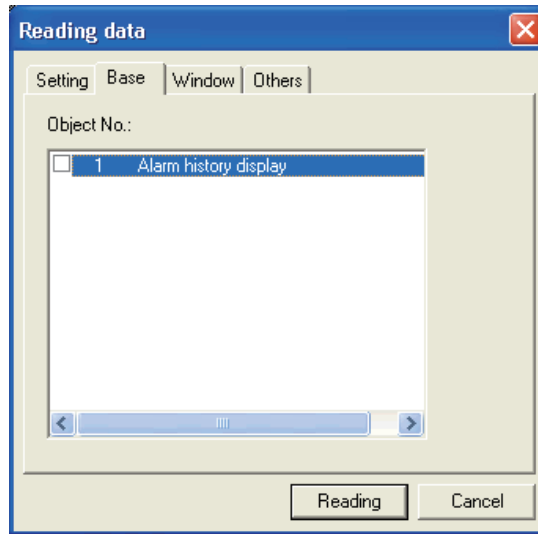 Reading data
Setting Base Window Others
Object No.:
1 Alarm history display
Reading Cancel